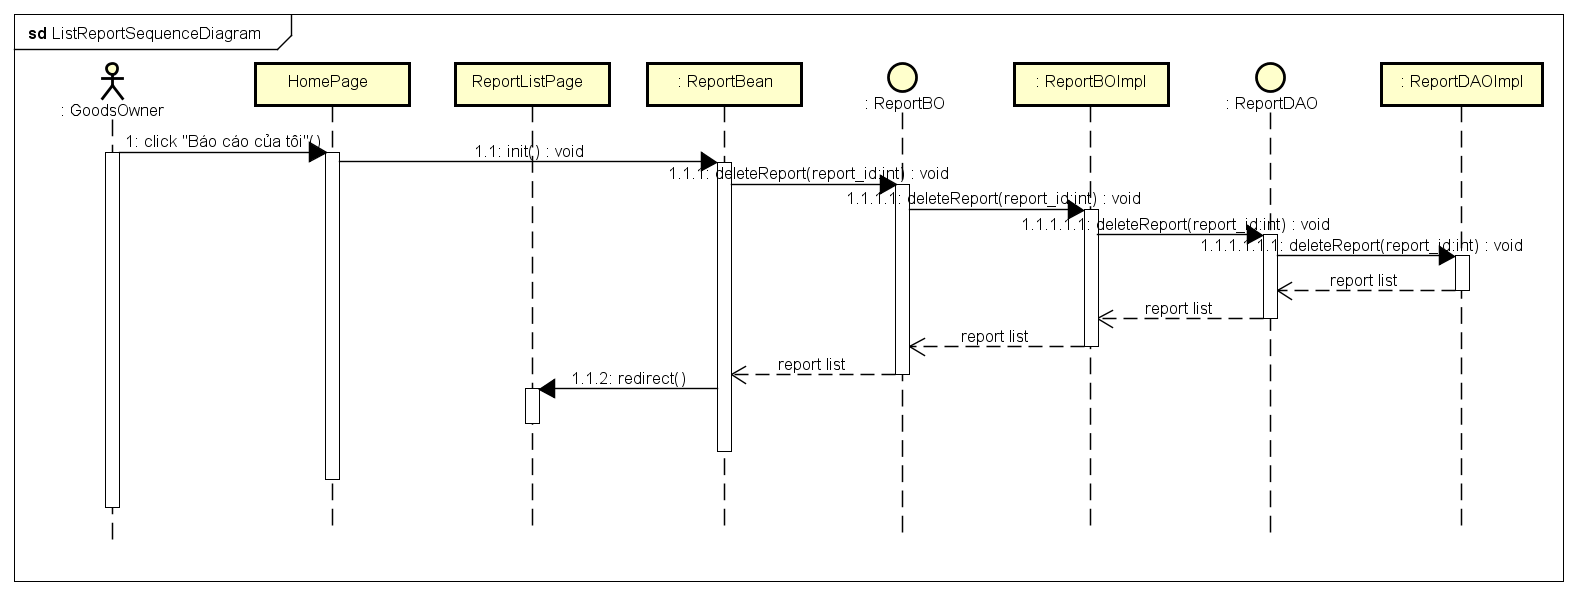 sd ListReportSequenceDiagram
: GoodsOwner
HomePage
ReportListPage
: ReportBean
: ReportBO
: ReportBOImpl
: ReportDAO
: ReportDAOImpl
1: click "Báo cáo của tôi"()
1.1: init() : void
1.1.1: deleteReport(report_id:int) : void
1.1.1.1: deleteReport(report_id:int) : void
1.1.1.1.1: deleteReport(report_id:int) : void
1.1.1.1.1.1: deleteReport(report_id:int) : void
report list
report list
report list
report list
1.1.2: redirect()